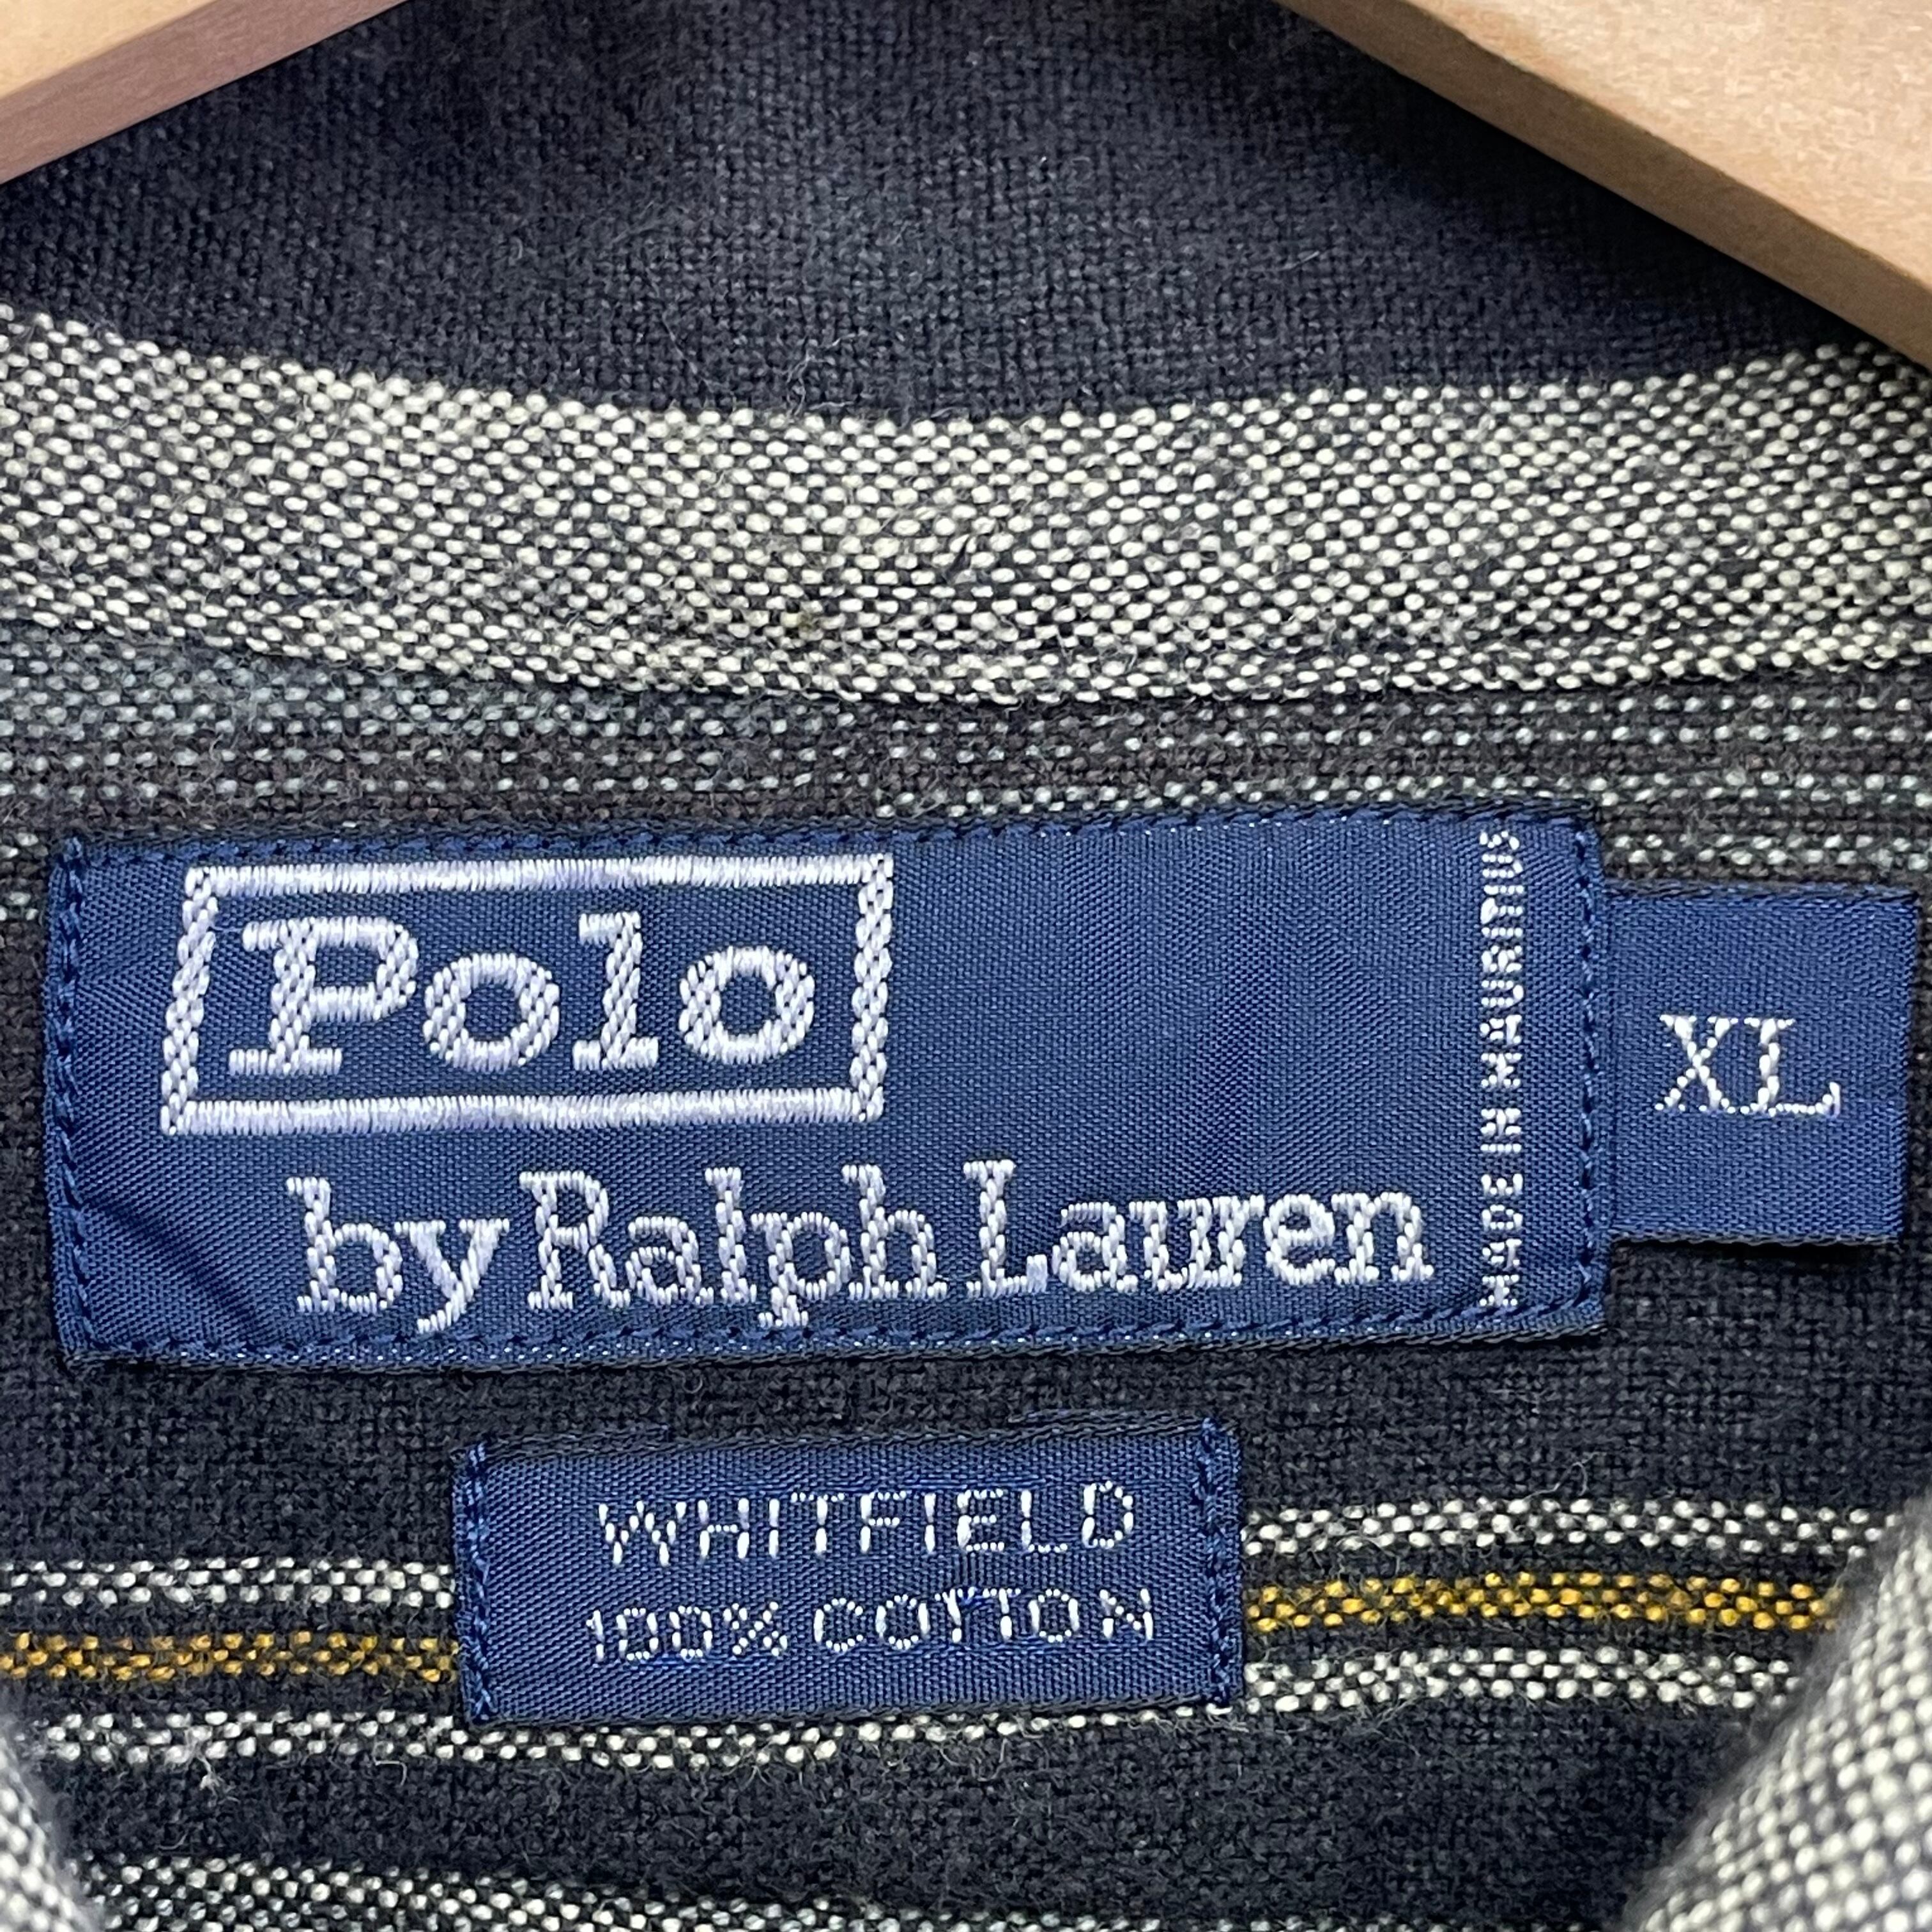 Polo
by Ralph Lauren
MADE IN MAURITIUS
XL
WHITFIELD
100% COTTON